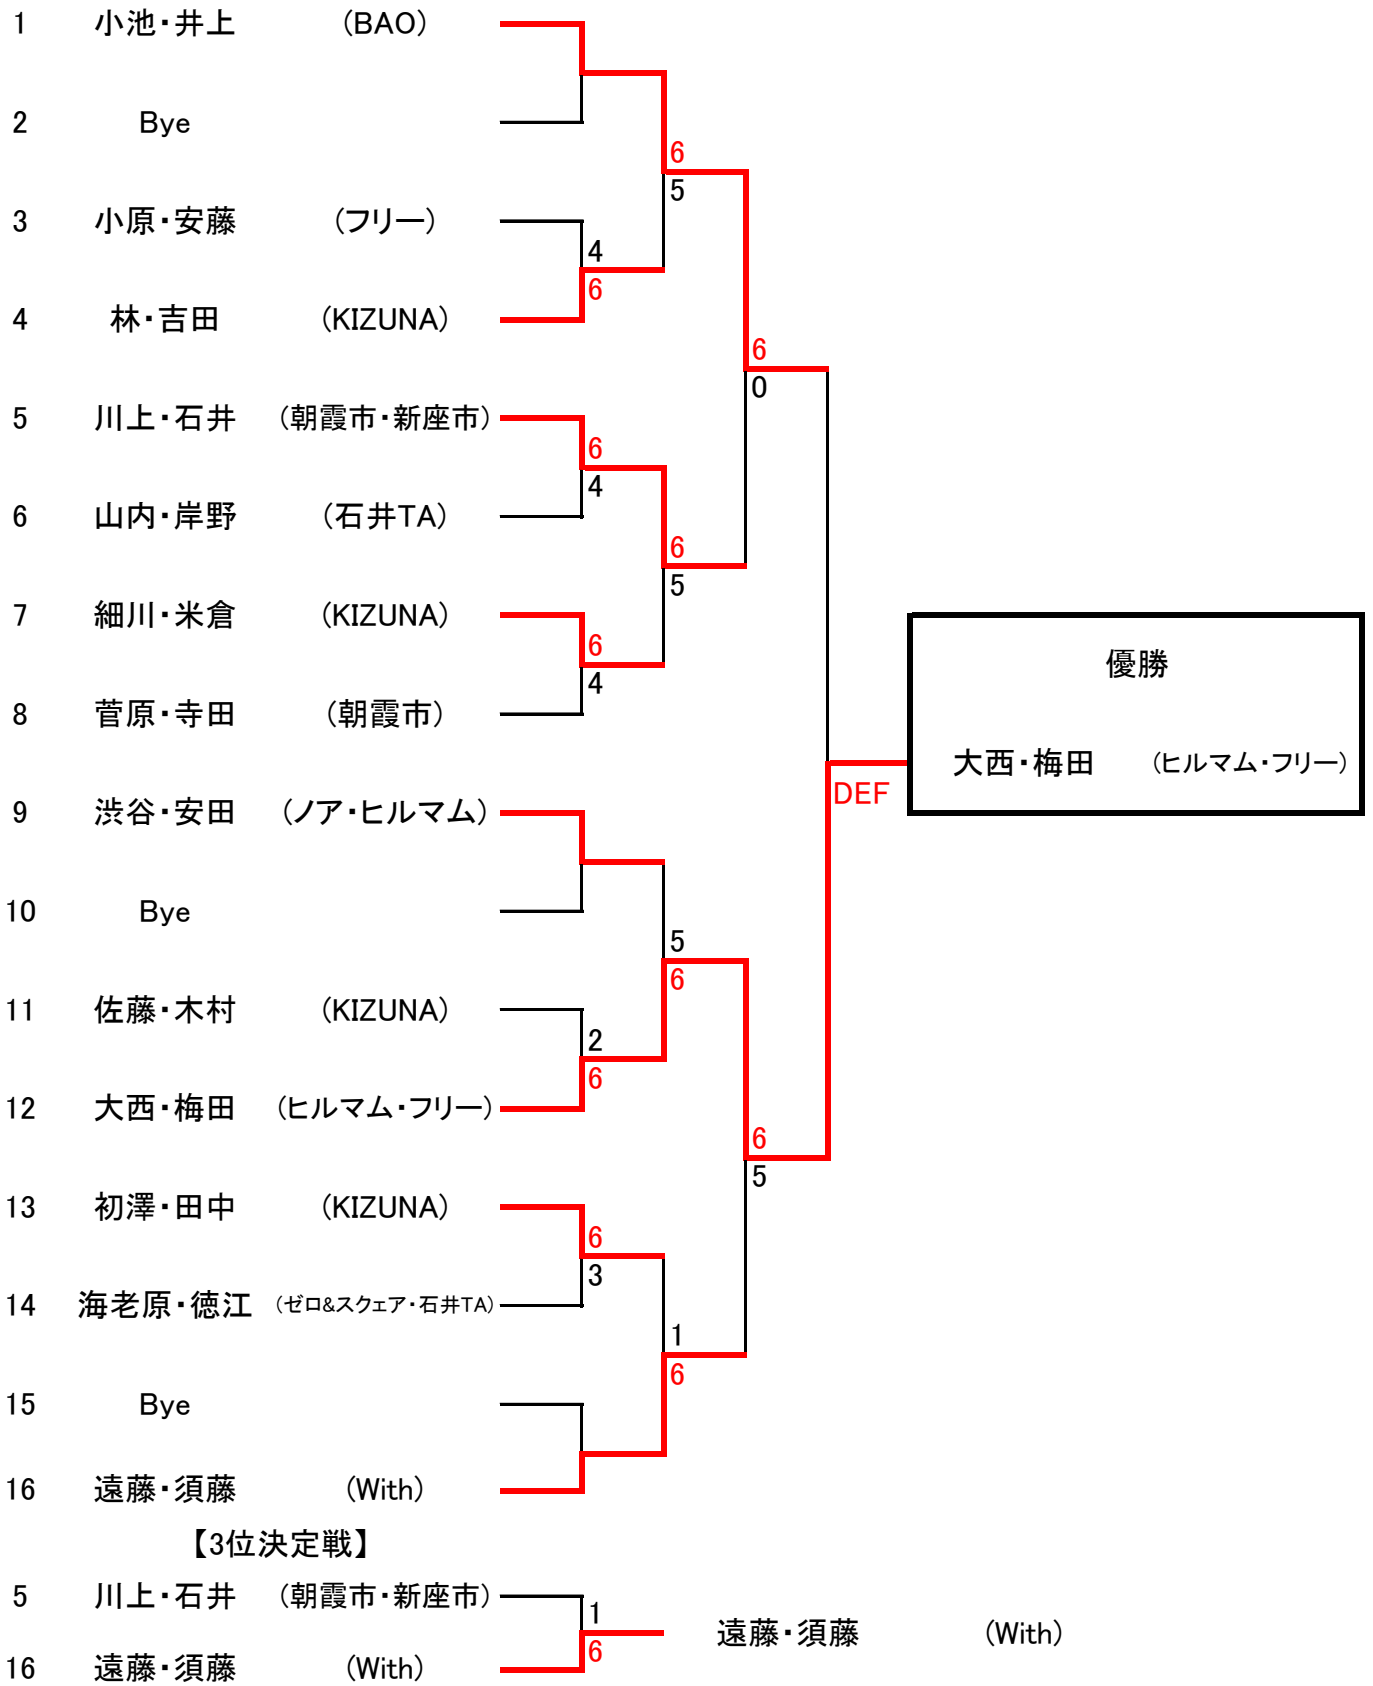 1 小池・井上 (BAO)
2 Bye
6
5
3 小原・安藤 (フリー)
4
6
4 林・吉田 (KIZUNA)
6
0
5 川上・石井 (朝霞市・新座市)
6
4
6 山内・岸野 (石井TA)
6
5
7 細川・米倉 (KIZUNA)
6
4
優勝
8 菅原・寺田 (朝霞市)
大西・梅田 (ヒルマム・フリー)
DEF
9 渋谷・安田 (ノア・ヒルマム)
10 Bye
5
6
11 佐藤・木村 (KIZUNA)
2
6
12 大西・梅田 (ヒルマム・フリー)
6
5
13 初澤・田中 (KIZUNA)
6
3
14 海老原・徳江 (ゼロ&スクェア・石井TA)
1
6
15 Bye
16 遠藤・須藤 (With)
【3位決定戦】
5 川上・石井 (朝霞市・新座市)
1
6
遠藤・須藤 (With)
16 遠藤・須藤 (With)